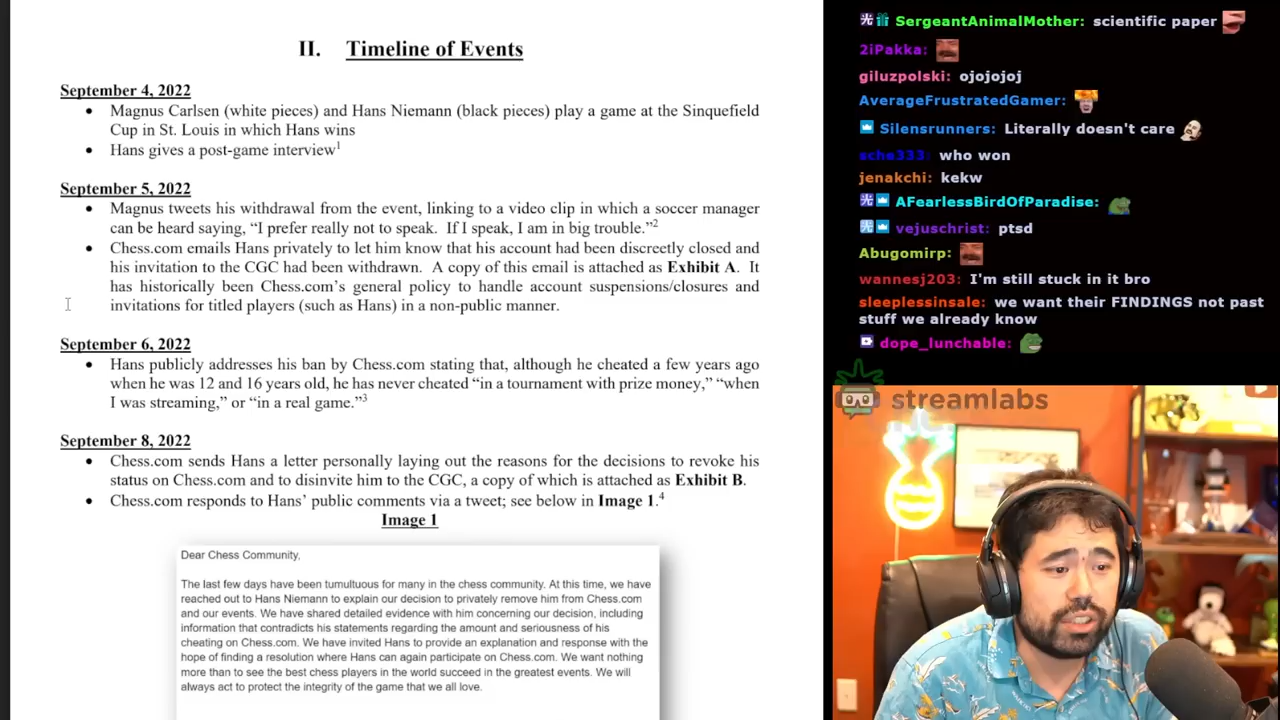 II. Timeline of Events
September 4, 2022
• Magnus Carlsen (white pieces) and Hans Niemann (black pieces) play a game at the Sinquefield
Cup in St. Louis in which Hans wins
• Hans gives a post-game interview1
September 5, 2022
• Magnus tweets his withdrawal from the event, linking to a video clip in which a soccer manager
can be heard saying, “I prefer really not to speak. If I speak, I am in big trouble.”2
• Chess.com emails Hans privately to let him know that his account had been discreetly closed and
his invitation to the CGC had been withdrawn. A copy of this email is attached as Exhibit A. It
has historically been Chess.com’s general policy to handle account suspensions/closures and
invitations for titled players (such as Hans) in a non-public manner.
September 6, 2022
• Hans publicly addresses his ban by Chess.com stating that, although he cheated a few years ago
when he was 12 and 16 years old, he has never cheated “in a tournament with prize money,” “when
I was streaming,” or “in a real game.”3
September 8, 2022
• Chess.com sends Hans a letter personally laying out the reasons for the decisions to revoke his
status on Chess.com and to disinvite him to the CGC, a copy of which is attached as Exhibit B.
• Chess.com responds to Hans’ public comments via a tweet; see below in Image 1.4
Image 1
Dear Chess Community,
The last few days have been tumultuous for many in the chess community. At this time, we have
reached out to Hans Niemann to explain our decision to privately remove him from Chess.com
and our events. We have shared detailed evidence with him concerning our decision, including
information that contradicts his statements regarding the amount and seriousness of his
cheating on Chess.com. We have invited Hans to provide an explanation and response with the
hope of finding a resolution where Hans can again participate on Chess.com. We want nothing
more than to see the best chess players in the world succeed in the greatest events. We will
always act to protect the integrity of the game that we all love.
SergeantAnimalMother: scientific paper
2iPakka:
giluzpolski: ojojojoj
AverageFrustratedGamer:
Silensrunners: Literally doesn't care
sche333: who won
jenakchi: kekw
AFearlessBirdOfParadise:
vejuschrist: ptsd
Abugomirp:
wannesj203: I'm still stuck in it bro
sleeplessinsale: we want their FINDINGS not past
stuff we already know
dope_lunchable:
streamlabs